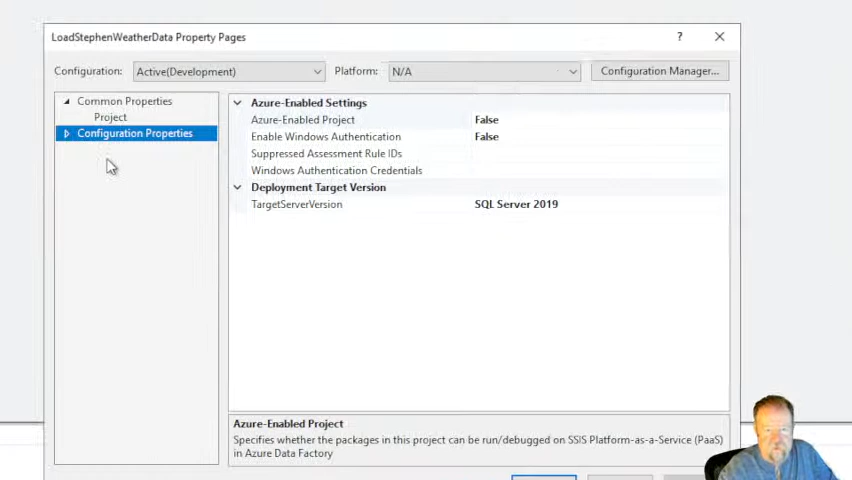 LoadStephenWeatherData Property Pages
?
Configuration: Active(Development) Platform: N/A Configuration Manager...
Common Properties
Project
Configuration Properties
Azure-Enabled Settings
Azure-Enabled Project False
Enable Windows Authentication False
Suppressed Assessment Rule IDs
Windows Authentication Credentials
Deployment Target Version
TargetServerVersion SQL Server 2019
Azure-Enabled Project
Specifies whether the packages in this project can be run/debugged on SSIS Platform-as-a-Service (PaaS)
in Azure Data Factory